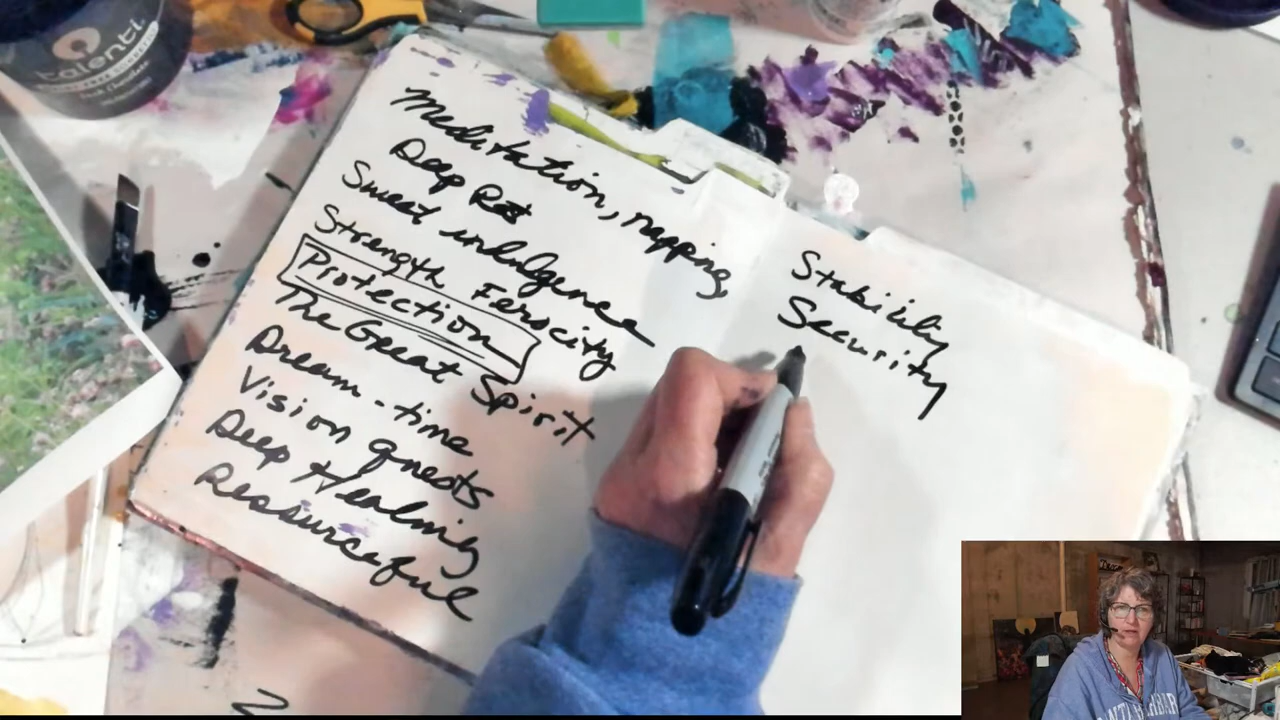 talenti
Meditation, napping,
Deep Rest
Sweet indulgence
Strength Ferocity
Protection
The Great Spirit
Dream-time
Vision quests
Deep Healing
Resourceful
Stability
Security